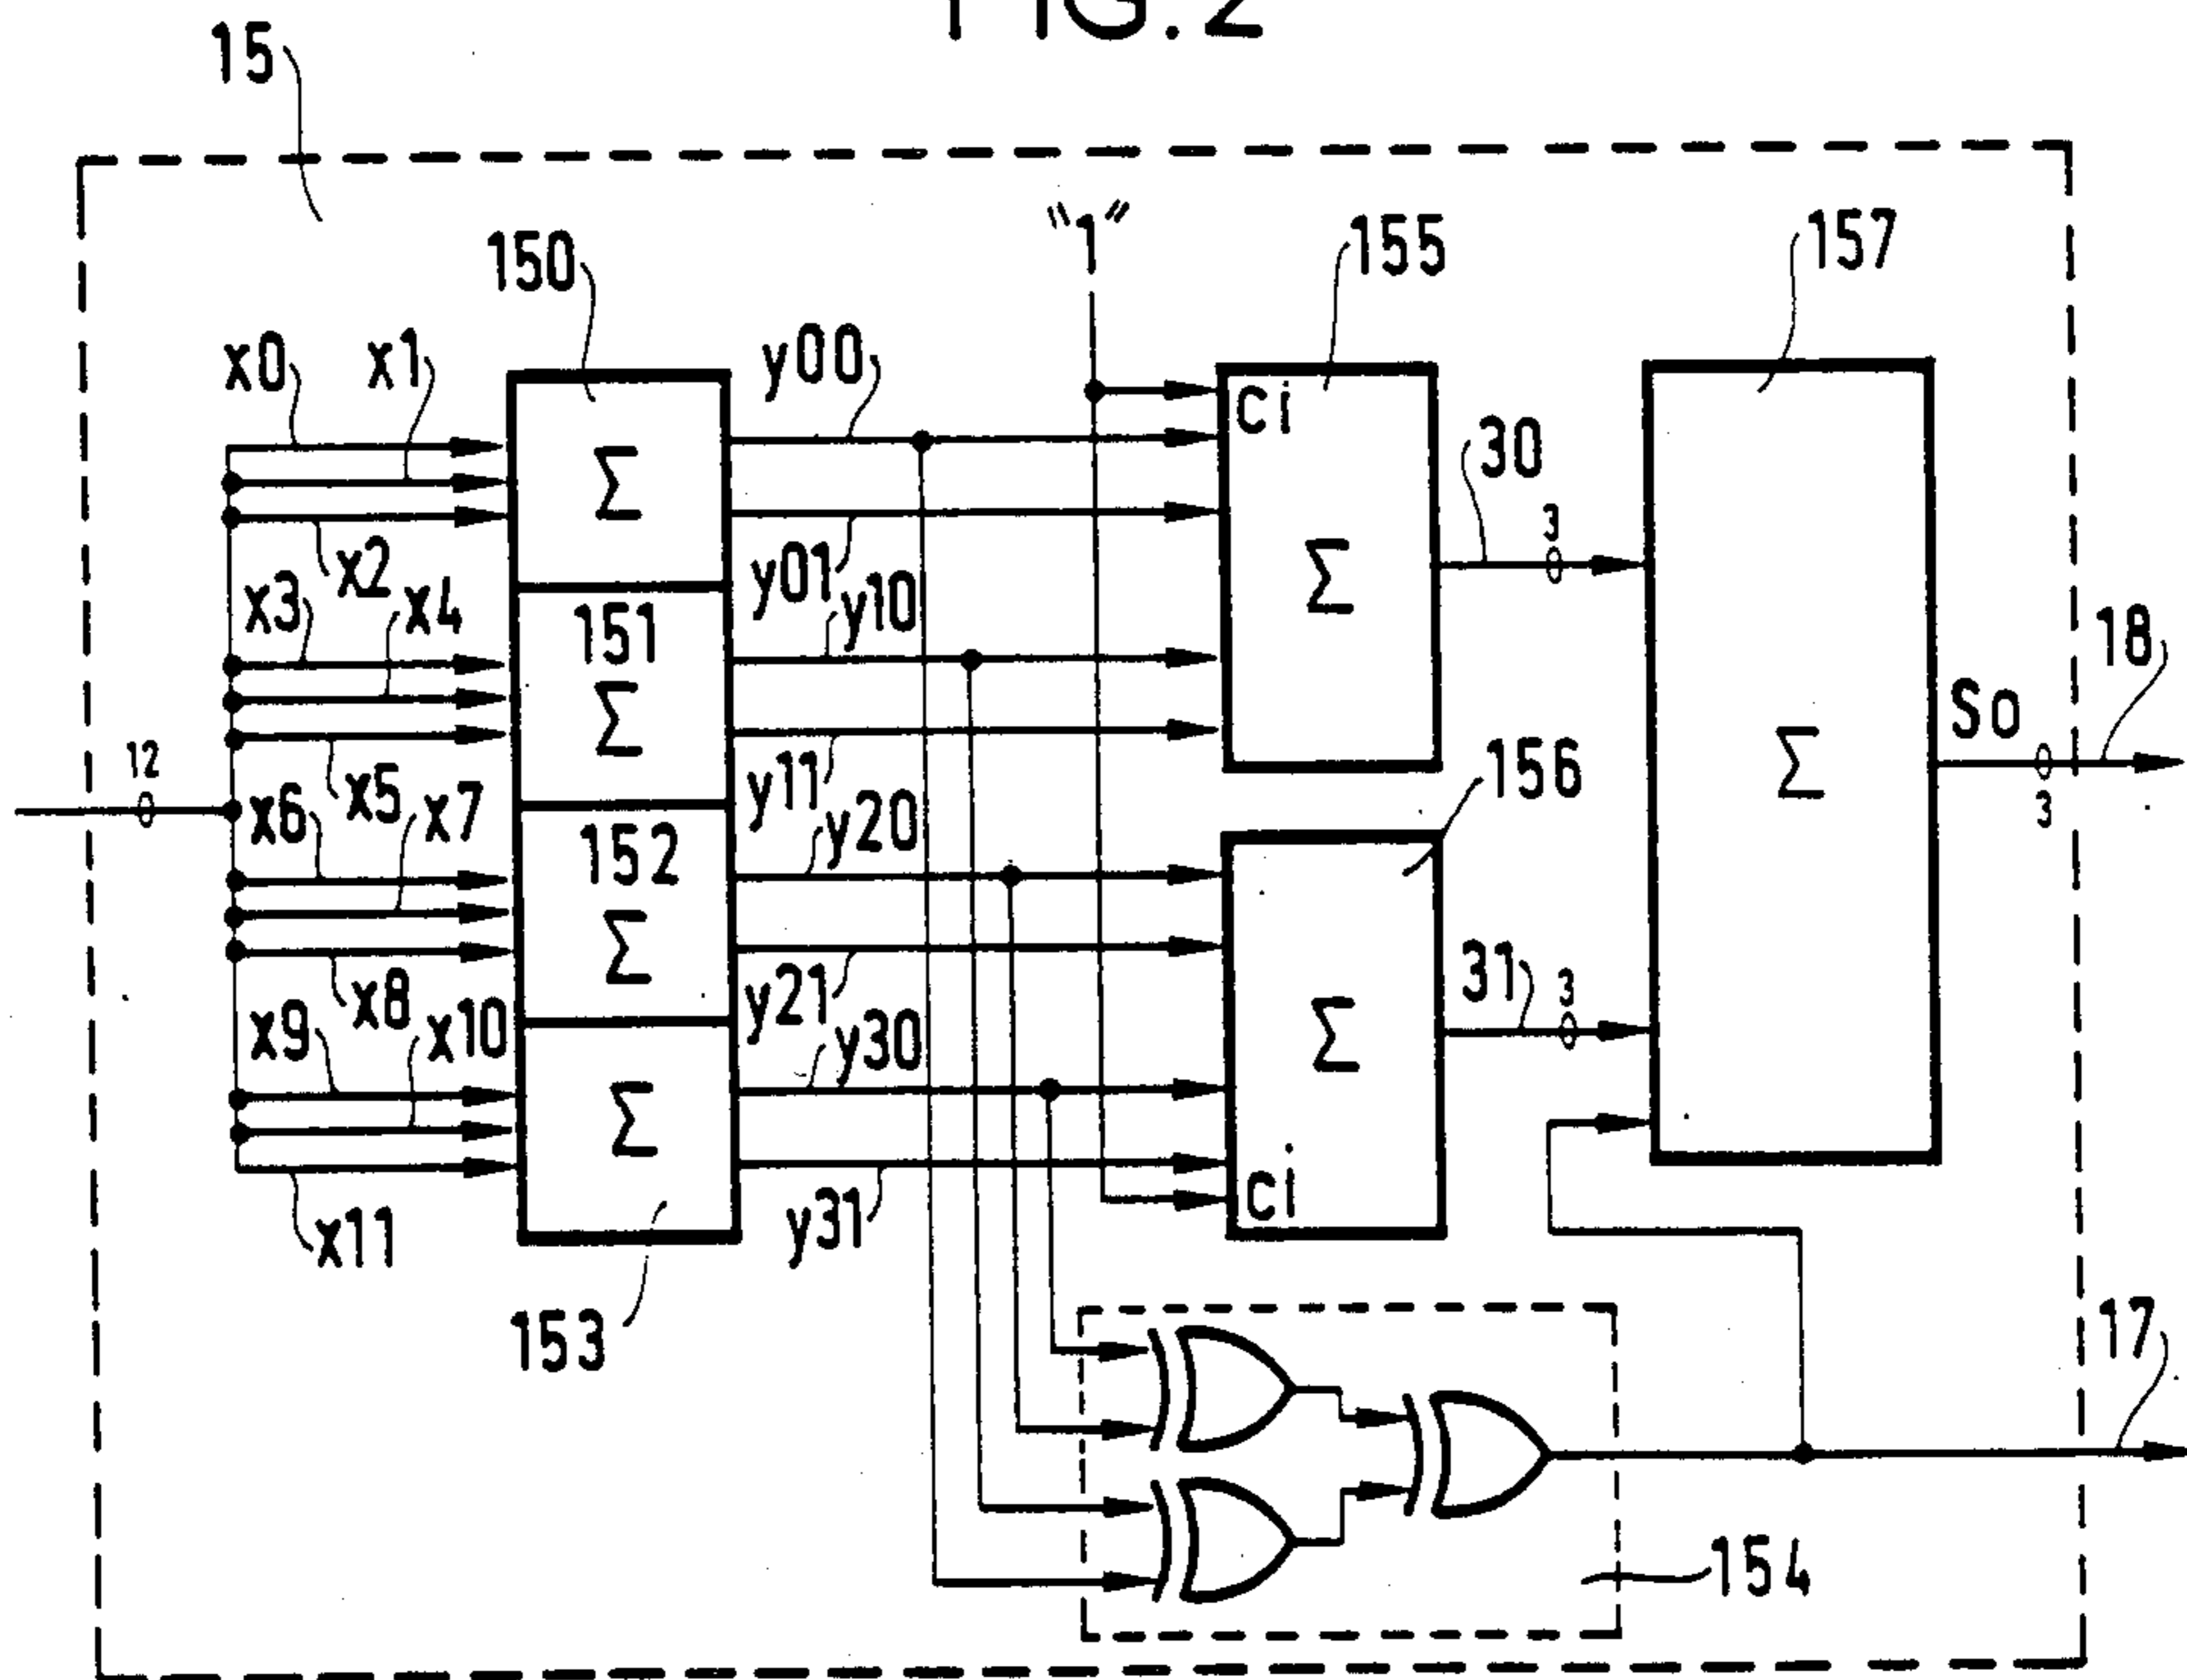 FIG.2
15
"1"
150
155
157
x0
x1
y00
ci
30
3
Σ
x2
y01
Σ
x3
x4
151
y10
18
Σ
So
12
x5
y11
156
Σ
3
x6
x7
152
y20
Σ
x8
y21
31
3
x9
x10
y30
Σ
Σ
ci
x11
y31
153
17
154